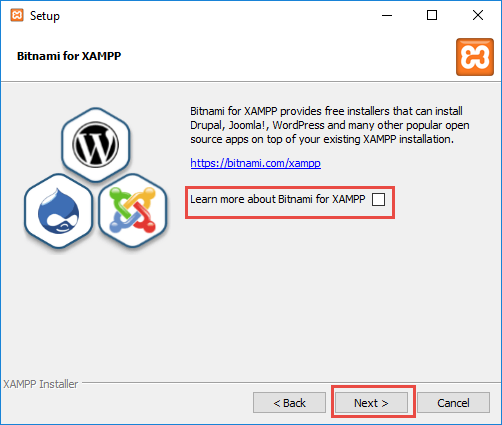 Setup
Bitnami for XAMPP
Bitnami for XAMPP provides free installers that can install
Drupal, Joomla!, WordPress and many other popular open
source apps on top of your existing XAMPP installation.
https://bitnami.com/xampp
Learn more about Bitnami for XAMPP
XAMPP Installer
< Back
Next >
Cancel